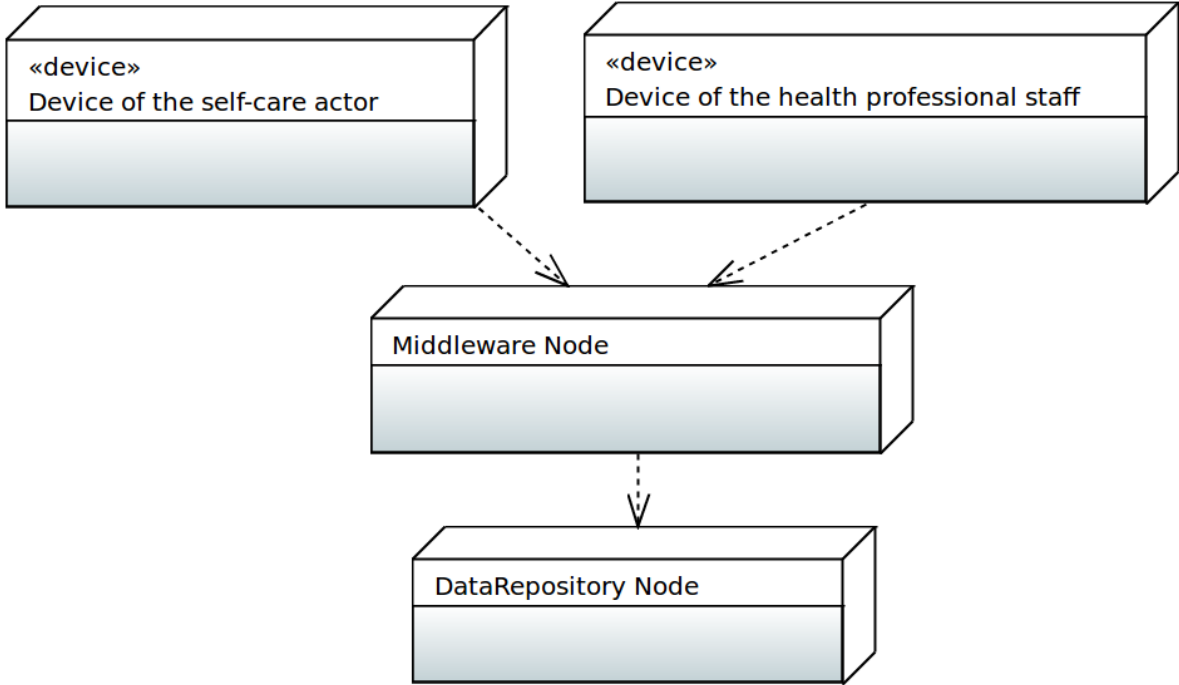 «device»
Device of the self-care actor
«device»
Device of the health professional staff
Middleware Node
DataRepository Node